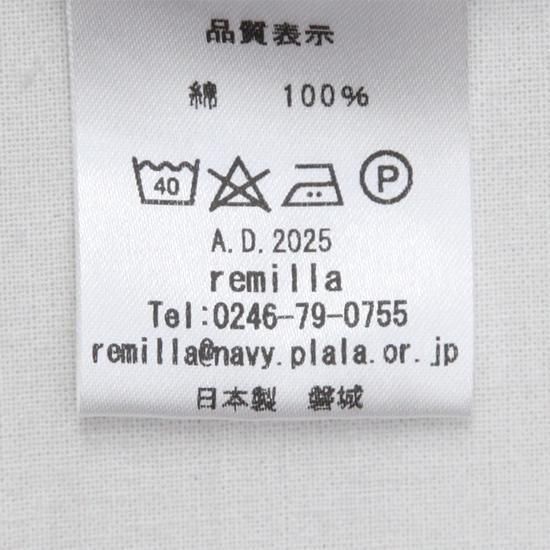 品質表示
綿 100%
40 P
A.D.2025
remilla
Tel:0246-79-0755
remilla@navy.plala.or.jp
日本製 磐城